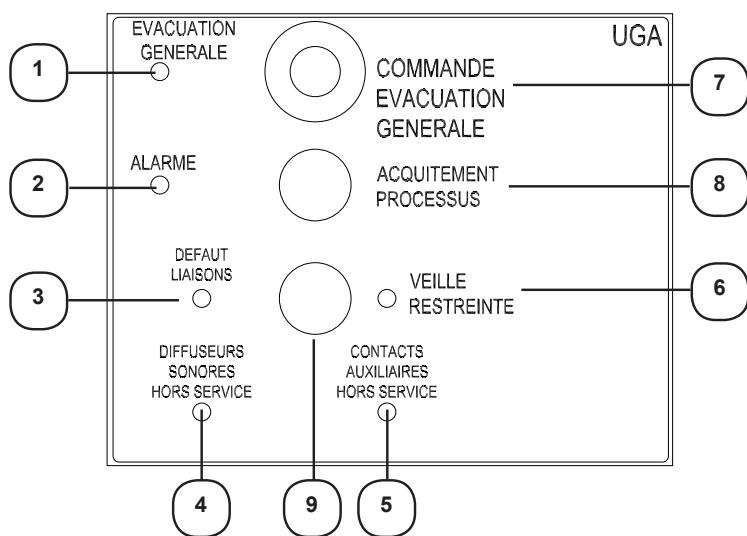 EVACUATION
GENERALE
UGA
1
COMMANDE
EVACUATION
GENERALE
7
ALARME
2
ACQUITEMENT
PROCESSUS
8
DEFAUT
LIAISONS
3
VEILLE
RESTREINTE
6
DIFFUSEURS
SONORES
HORS SERVICE
CONTACTS
AUXILIAIRES
HORS SERVICE
4
9
5